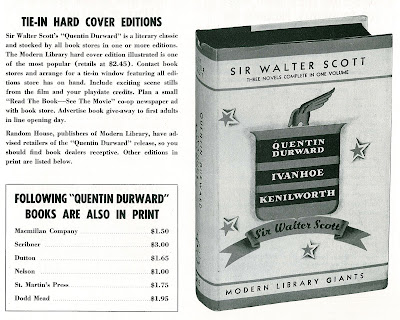 TIE-IN HARD COVER EDITIONS
Sir Walter Scott's "Quentin Durward" is a literary classic
and stocked by all book stores in one or more editions.
The Modern Library hard cover edition illustrated is one
of the most popular (retails at $2.45). Contact book
stores and arrange for a tie-in window featuring all edi-
tions store has on hand. Include exciting scene stills
from the film and your playdate credits. Plan a small
"Read The Book—See The Movie" co-op newspaper ad
with book store. Advertise book give-away to first adults
in line opening day.
Random House, publishers of Modern Library, have ad-
vised retailers of the "Quentin Durward" release, so you
should find book dealers receptive. Other editions in
print are listed below.
FOLLOWING "QUENTIN DURWARD"
BOOKS ARE ALSO IN PRINT
Macmillan Company $1.50
Scribner $3.00
Dutton $1.65
Nelson $1.00
St. Martin's Press $1.75
Dodd Mead $1.95
SIR WALTER SCOTT
THREE NOVELS COMPLETE IN ONE VOLUME
QUENTIN
DURWARD
IVANHOE
KENILWORTH
Sir Walter Scott
MODERN LIBRARY GIANTS